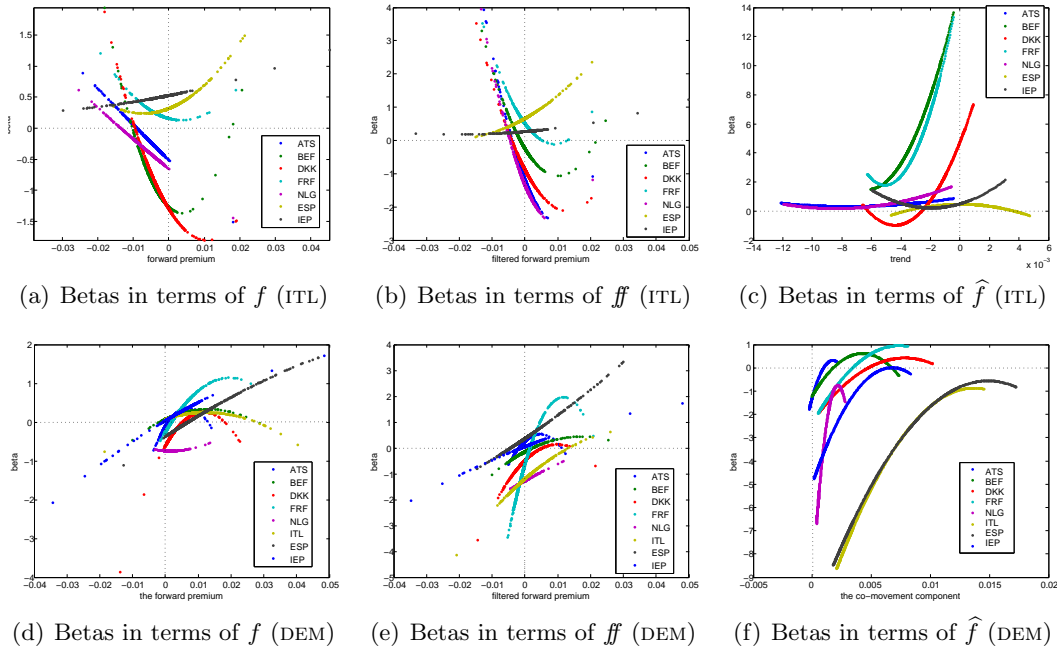 1.5
1
0.5
0
−0.5
−1
−1.5
beta
−0.03 −0.02 −0.01 0 0.01 0.02 0.03 0.04
forward premium
ATS
BEF
DKK
FRF
NLG
ESP
IEP
(a) Betas in terms of f (ITL)
4
3
2
1
0
−1
−2
−3
beta
−0.04 −0.03 −0.02 −0.01 0 0.01 0.02 0.03 0.04 0.05
filtered forward premium
ATS
BEF
DKK
FRF
NLG
ESP
IEP
(b) Betas in terms of ff (ITL)
14
12
10
8
6
4
2
0
−2
beta
−14 −12 −10 −8 −6 −4 −2 0 2 4 6
trend
x 10⁻³
ATS
BEF
DKK
FRF
NLG
ESP
IEP
(c) Betas in terms of f̂ (ITL)
2
1
0
−1
−2
−3
−4
beta
−0.04 −0.03 −0.02 −0.01 0 0.01 0.02 0.03 0.04 0.05
the forward premium
ATS
BEF
DKK
FRF
NLG
ITL
ESP
IEP
(d) Betas in terms of f (DEM)
4
3
2
1
0
−1
−2
−3
−4
−5
beta
−0.04 −0.03 −0.02 −0.01 0 0.01 0.02 0.03 0.04 0.05
filtered forward premium
ATS
BEF
DKK
FRF
NLG
ITL
ESP
IEP
(e) Betas in terms of ff (DEM)
1
0
−1
−2
−3
−4
−5
−6
−7
−8
−9
beta
−0.005 0 0.005 0.01 0.015 0.02
the co−movement component
ATS
BEF
DKK
FRF
NLG
ITL
ESP
IEP
(f) Betas in terms of f̂ (DEM)